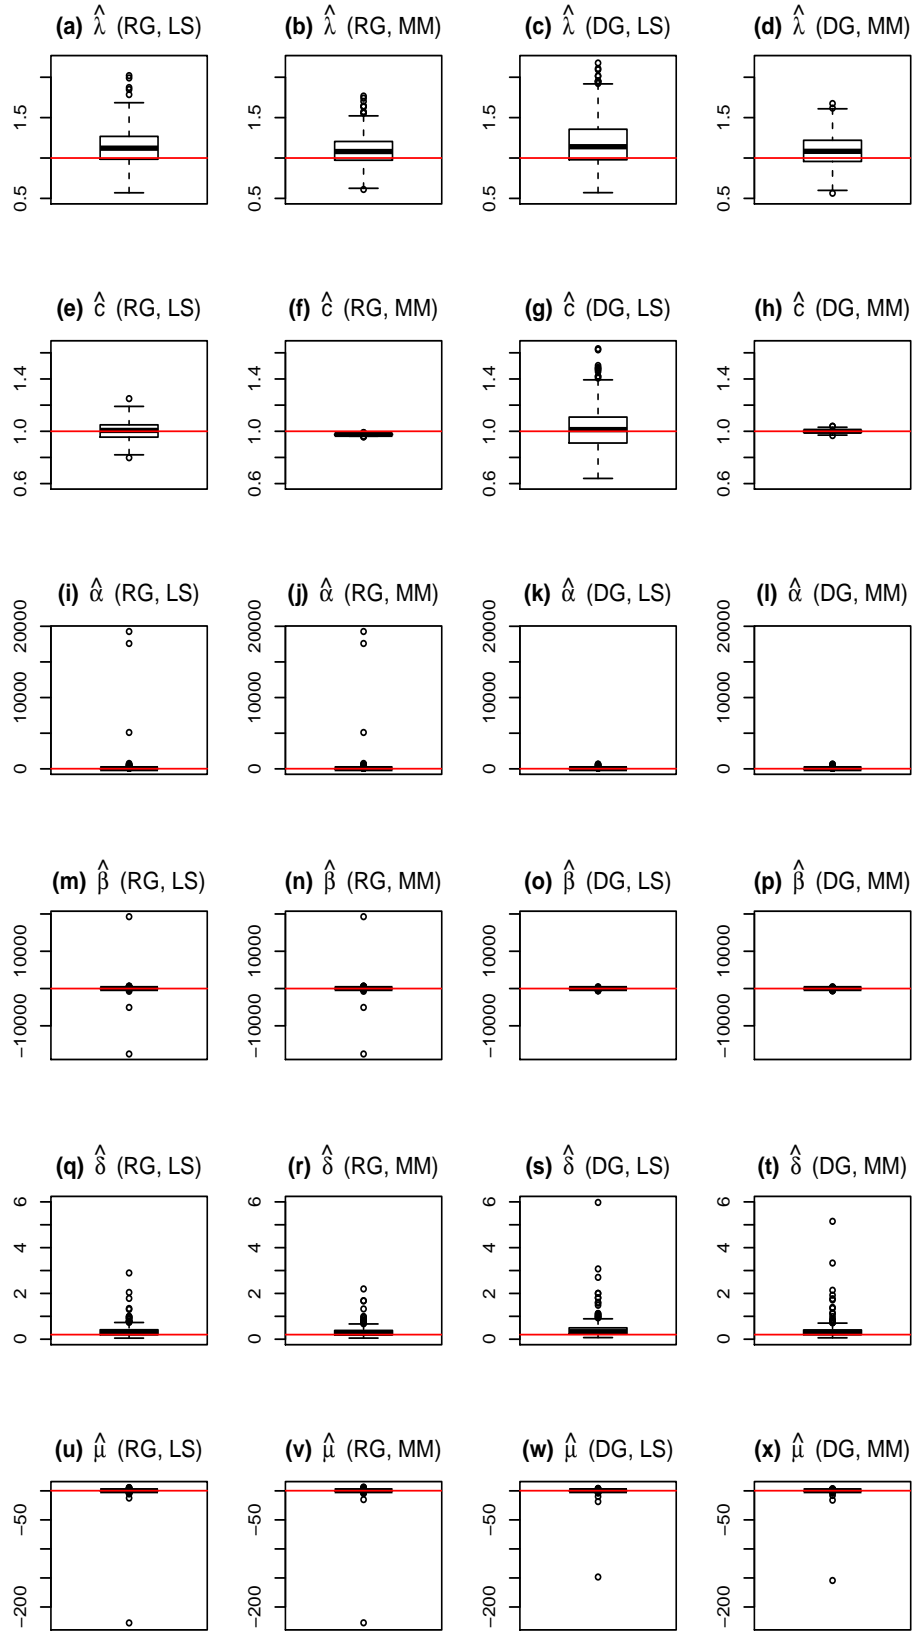 (a) λ̂ (RG, LS)
(b) λ̂ (RG, MM)
(c) λ̂ (DG, LS)
(d) λ̂ (DG, MM)
0.5 1.5
0.5 1.5
0.5 1.5
0.5 1.5
(e) ĉ (RG, LS)
(f) ĉ (RG, MM)
(g) ĉ (DG, LS)
(h) ĉ (DG, MM)
0.6 1.0 1.4
0.6 1.0 1.4
0.6 1.0 1.4
0.6 1.0 1.4
(i) α̂ (RG, LS)
(j) α̂ (RG, MM)
(k) α̂ (DG, LS)
(l) α̂ (DG, MM)
0 10000 20000
0 10000 20000
0 10000 20000
0 10000 20000
(m) β̂ (RG, LS)
(n) β̂ (RG, MM)
(o) β̂ (DG, LS)
(p) β̂ (DG, MM)
−10000 0 10000
−10000 0 10000
−10000 0 10000
−10000 0 10000
(q) δ̂ (RG, LS)
(r) δ̂ (RG, MM)
(s) δ̂ (DG, LS)
(t) δ̂ (DG, MM)
0 2 4 6
0 2 4 6
0 2 4 6
0 2 4 6
(u) μ̂ (RG, LS)
(v) μ̂ (RG, MM)
(w) μ̂ (DG, LS)
(x) μ̂ (DG, MM)
−200 −50
−200 −50
−200 −50
−200 −50